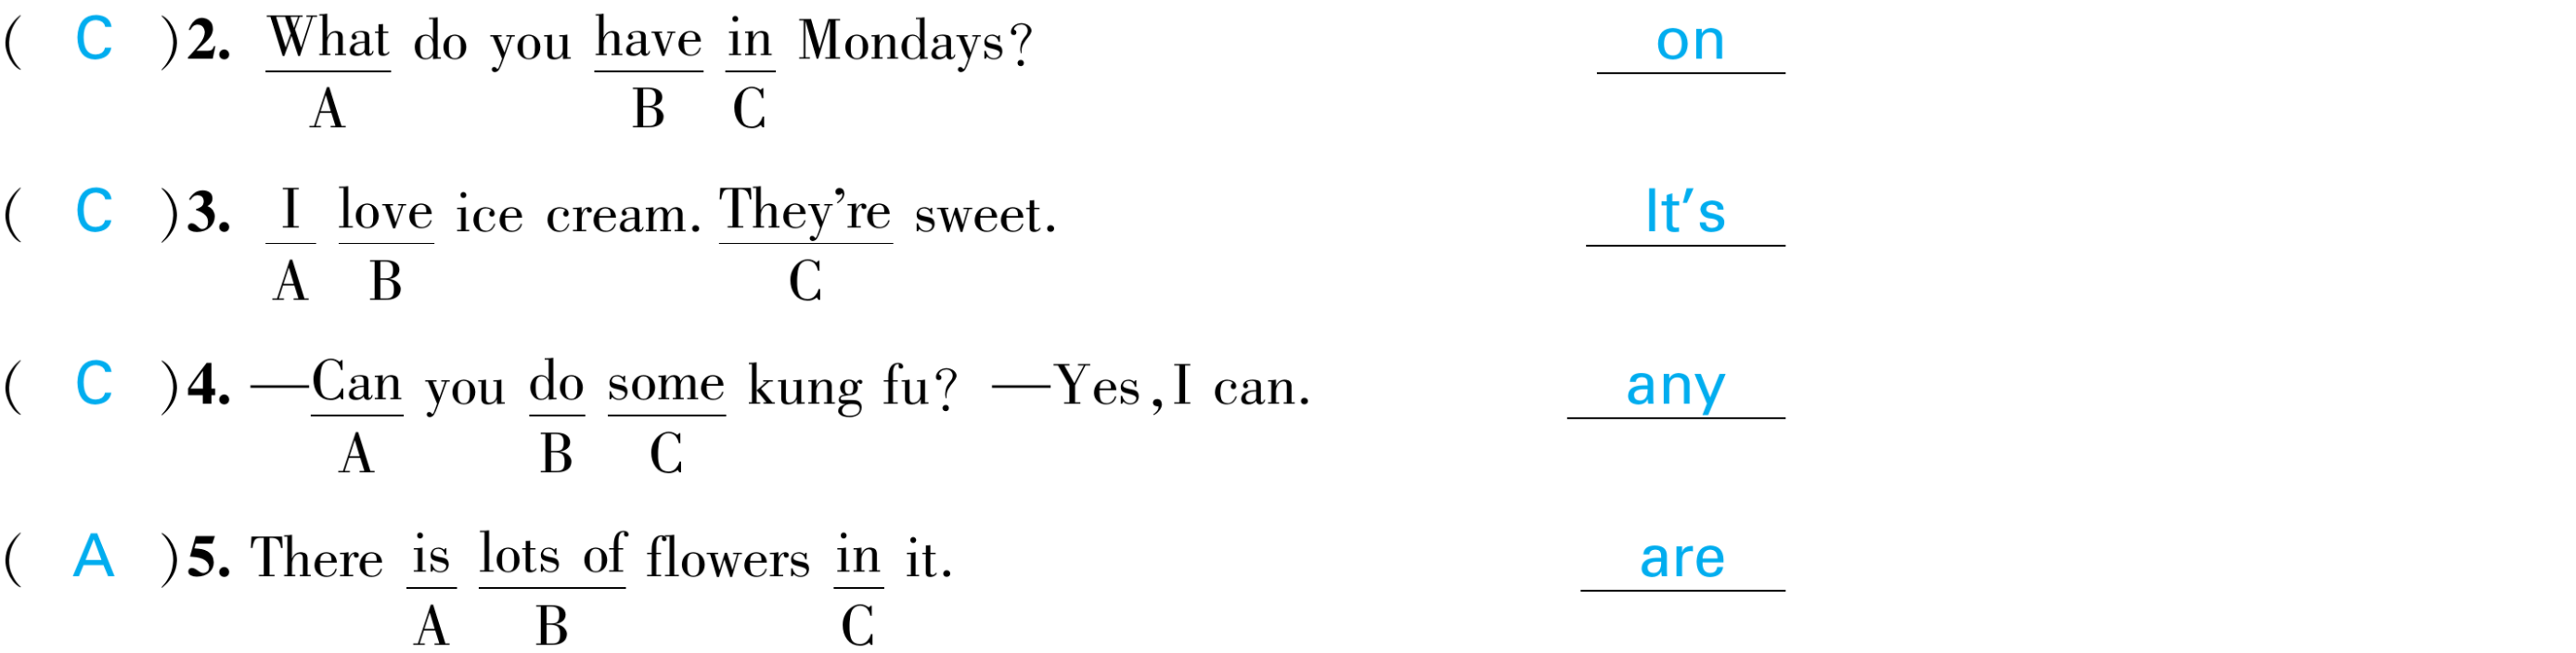 ( C )2. What do you have in Mondays? on
A B C
( C )3. I love ice cream. They're sweet. It's
A B C
( C )4. —Can you do some kung fu? —Yes,I can. any
A B C
( A )5. There is lots of flowers in it. are
A B C